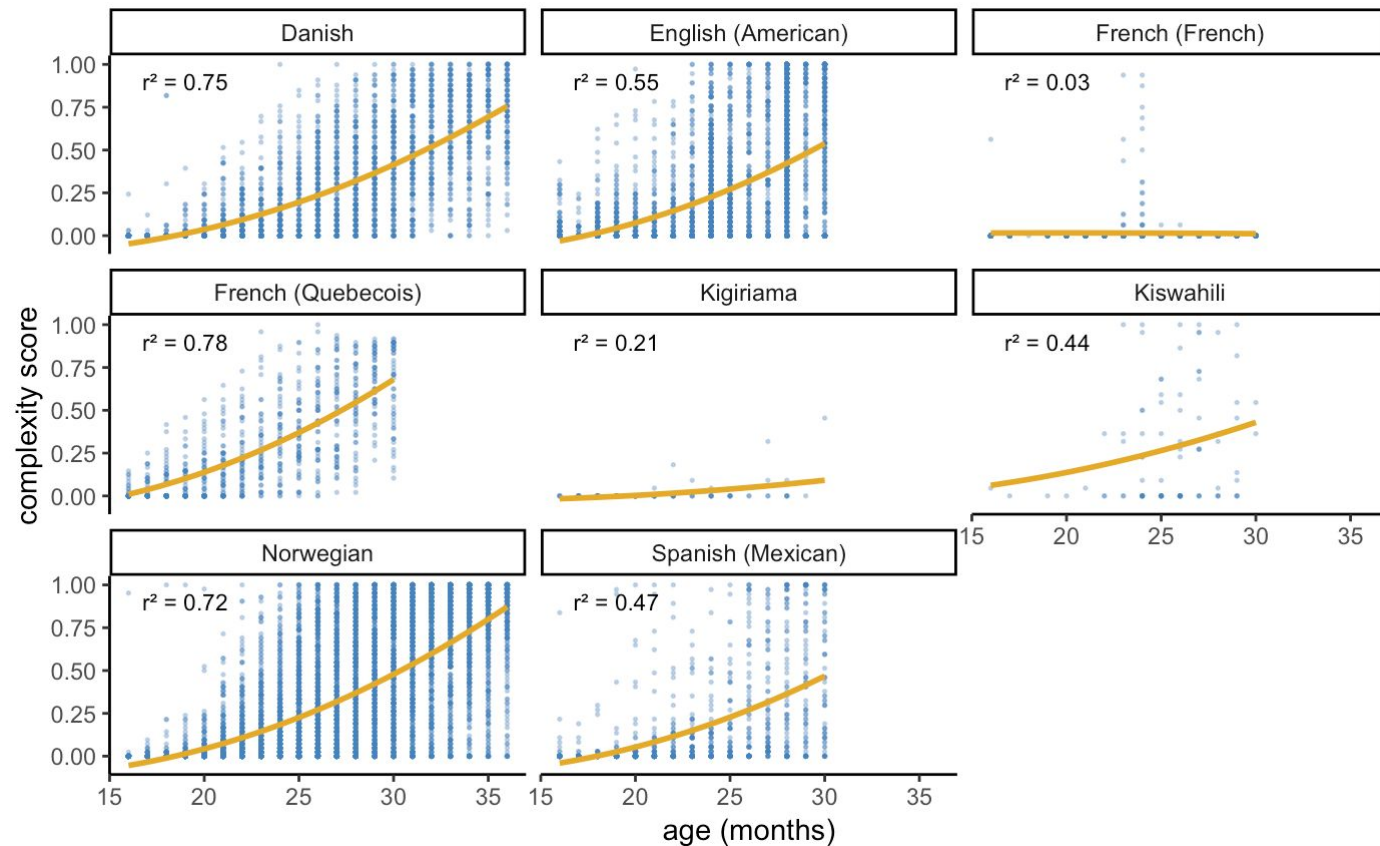 Danish
English (American)
French (French)
r² = 0.75
r² = 0.55
r² = 0.03
1.00
0.75
0.50
0.25
0.00
French (Quebecois)
Kigiriama
Kiswahili
r² = 0.78
r² = 0.21
r² = 0.44
1.00
0.75
0.50
0.25
0.00
complexity score
15 20 25 30 35
Norwegian
Spanish (Mexican)
r² = 0.72
r² = 0.47
1.00
0.75
0.50
0.25
0.00
15 20 25 30 35
15 20 25 30 35
age (months)